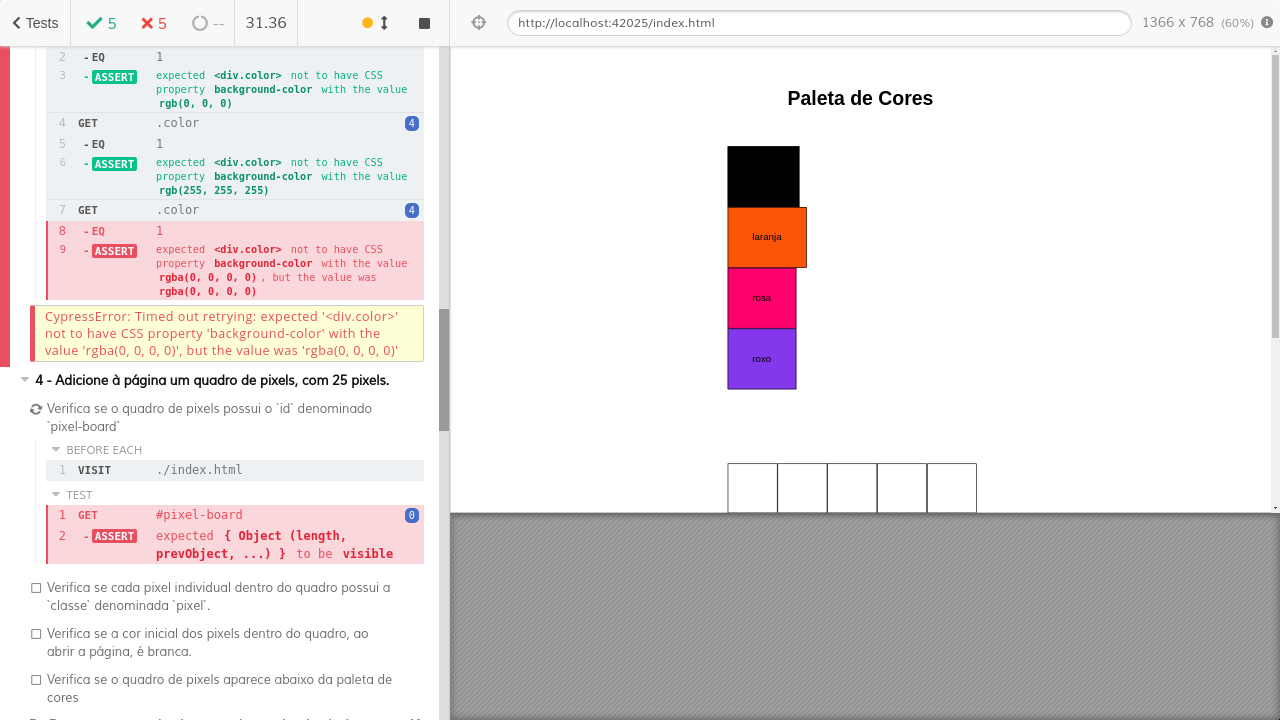 Tests
5
5
--
31.36
http://localhost:42025/index.html
1366 x 768 (60%)
2 -EQ 1
3 -ASSERT expected <div.color> not to have CSS
property background-color with the value
rgb(0, 0, 0)
4 GET .color 4
5 -EQ 1
6 -ASSERT expected <div.color> not to have CSS
property background-color with the value
rgb(255, 255, 255)
7 GET .color 4
8 -EQ 1
9 -ASSERT expected <div.color> not to have CSS
property background-color with the value
rgba(0, 0, 0, 0) , but the value was
rgba(0, 0, 0, 0)
CypressError: Timed out retrying: expected '<div.color>'
not to have CSS property 'background-color' with the
value 'rgba(0, 0, 0, 0)', but the value was 'rgba(0, 0, 0, 0)'
4 - Adicione à página um quadro de pixels, com 25 pixels.
Verifica se o quadro de pixels possui o `id` denominado
`pixel-board`
BEFORE EACH
1 VISIT ./index.html
TEST
1 GET #pixel-board 0
2 -ASSERT expected { Object (length,
prevObject, ...) } to be visible
Verifica se cada pixel individual dentro do quadro possui a
`classe` denominada `pixel`.
Verifica se a cor inicial dos pixels dentro do quadro, ao
abrir a página, é branca.
Verifica se o quadro de pixels aparece abaixo da paleta de
cores
Paleta de Cores
laranja
rosa
roxo